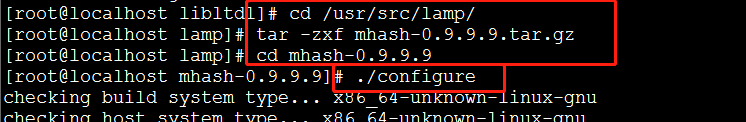 [root@localhost libltdl]# cd /usr/src/lamp/
[root@localhost lamp]# tar -zxf mhash-0.9.9.9.tar.gz
[root@localhost lamp]# cd mhash-0.9.9.9
[root@localhost mhash-0.9.9.9]# ./configure
checking build system type... x86_64-unknown-linux-gnu
checking host system type... x86_64-unknown-linux-gnu